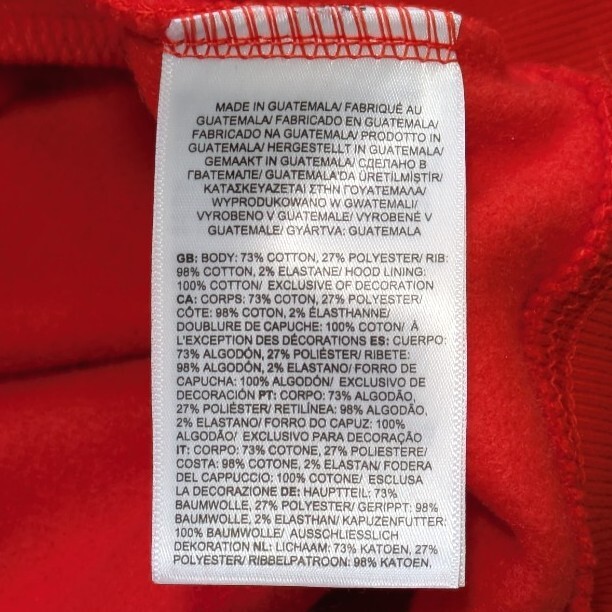 MADE IN GUATEMALA/ FABRIQUÉ AU
GUATEMALA/ FABRICADO EN GUATEMALA/
FABRICADO NA GUATEMALA/ PRODOTTO IN
GUATEMALA/ HERGESTELLT IN GUATEMALA/
GEMAAKT IN GUATEMALA/ СДЕЛАНО В
ГВАТЕМАЛЕ/ GUATEMALA'DA ÜRETİLMİŞTİR/
ΚΑΤΑΣΚΕΥΑΖΕΤΑΙ ΣΤΗΝ ΓΟΥΑΤΕΜΑΛΑ/
WYPRODUKOWANO W GWATEMALI/
VYROBENO V GUATEMALE/ VYROBENÉ V
GUATEMALE/ GYÁRTVA: GUATEMALA
GB: BODY: 73% COTTON, 27% POLYESTER/ RIB:
98% COTTON, 2% ELASTANE/ HOOD LINING:
100% COTTON/ EXCLUSIVE OF DECORATION
CA: CORPS: 73% COTON, 27% POLYESTER/
CÔTE: 98% COTON, 2% ÉLASTHANNE/
DOUBLURE DE CAPUCHE: 100% COTON/ À
L'EXCEPTION DES DÉCORATIONS ES: CUERPO:
73% ALGODÓN, 27% POLIÉSTER/ RIBETE:
98% ALGODÓN, 2% ELASTANO/ FORRO DE
CAPUCHA: 100% ALGODÓN/ EXCLUSIVO DE
DECORACIÓN PT: CORPO: 73% ALGODÃO,
27% POLIÉSTER/ RETILÍNEA: 98% ALGODÃO,
2% ELASTANO/ FORRO DO CAPUZ: 100%
ALGODÃO/ EXCLUSIVO PARA DECORAÇÃO
IT: CORPO: 73% COTONE, 27% POLIESTERE/
COSTA: 98% COTONE, 2% ELASTAN/ FODERA
DEL CAPPUCCIO: 100% COTONE/ ESCLUSA
LA DECORAZIONE DE: HAUPTTEIL: 73%
BAUMWOLLE, 27% POLYESTER/ GERIPPT: 98%
BAUMWOLLE, 2% ELASTHAN/ KAPUZENFUTTER:
100% BAUMWOLLE/ AUSSCHLIESSLICH
DEKORATION NL: LICHAAM: 73% KATOEN, 27%
POLYESTER/ RIBBELPATROON: 98% KATOEN,